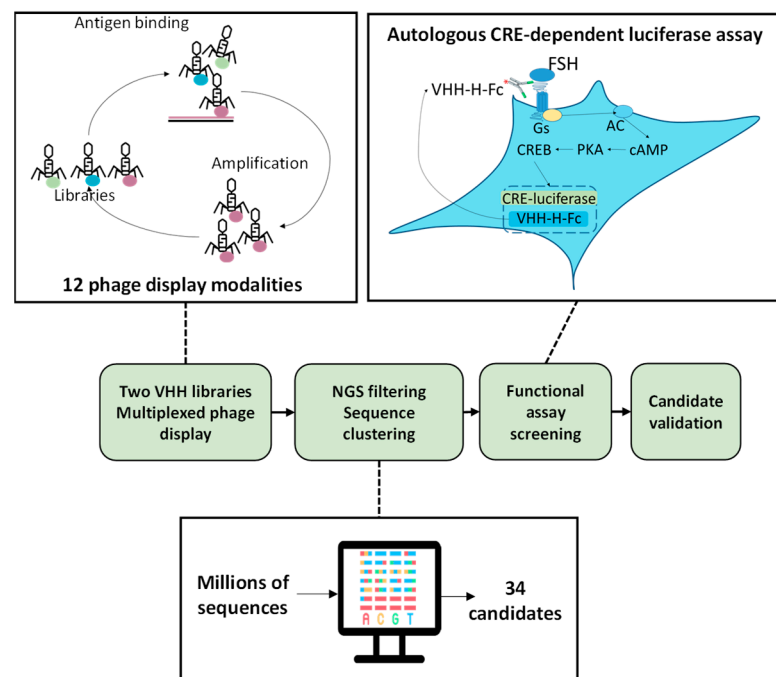 Antigen binding
Libraries
Amplification
12 phage display modalities
Autologous CRE-dependent luciferase assay
FSH
VHH-H-Fc
Gs
AC
CREB
PKA
cAMP
CRE-luciferase
VHH-H-Fc
Two VHH libraries
Multiplexed phage
display
NGS filtering
Sequence
clustering
Functional
assay
screening
Candidate
validation
Millions of
sequences
A C G T
34
candidates